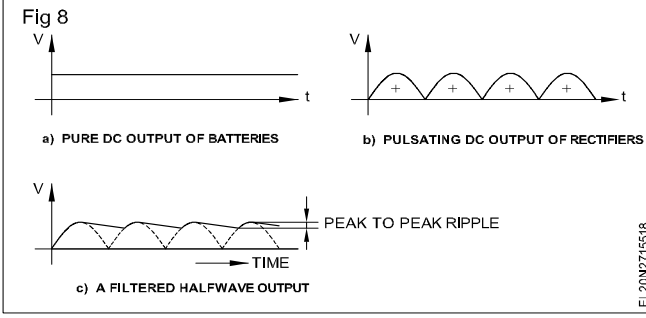 Fig 8
V
t
a) PURE DC OUTPUT OF BATTERIES
V
+ + + +
t
b) PULSATING DC OUTPUT OF RECTIFIERS
V
PEAK TO PEAK RIPPLE
TIME
c) A FILTERED HALFWAVE OUTPUT
EL20N2715518